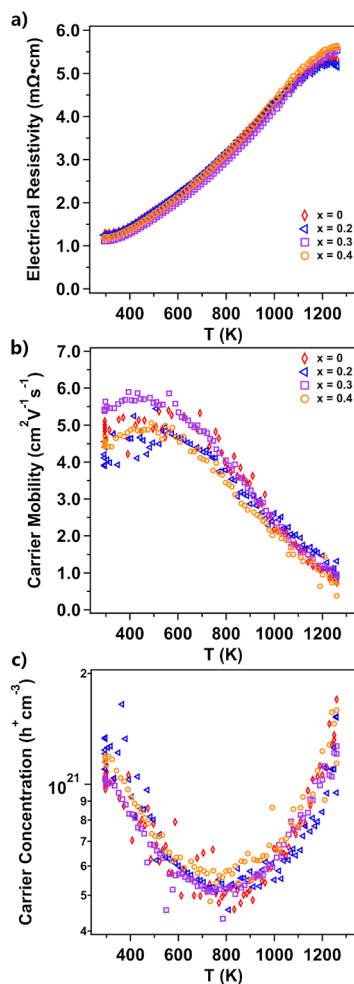 a)
6.0
5.0
4.0
3.0
2.0
1.0
0.0
Electrical Resistivity (mΩ•cm)
x = 0
x = 0.2
x = 0.3
x = 0.4
400 600 800 1000 1200
T (K)
b)
7.0
6.0
5.0
4.0
3.0
2.0
1.0
0.0
Carrier Mobility (cm²V⁻¹s⁻¹)
x = 0
x = 0.2
x = 0.3
x = 0.4
400 600 800 1000 1200
T (K)
c)
2
10²¹
9
8
7
6
5
4
Carrier Concentration (h⁺cm⁻³)
400 600 800 1000 1200
T (K)